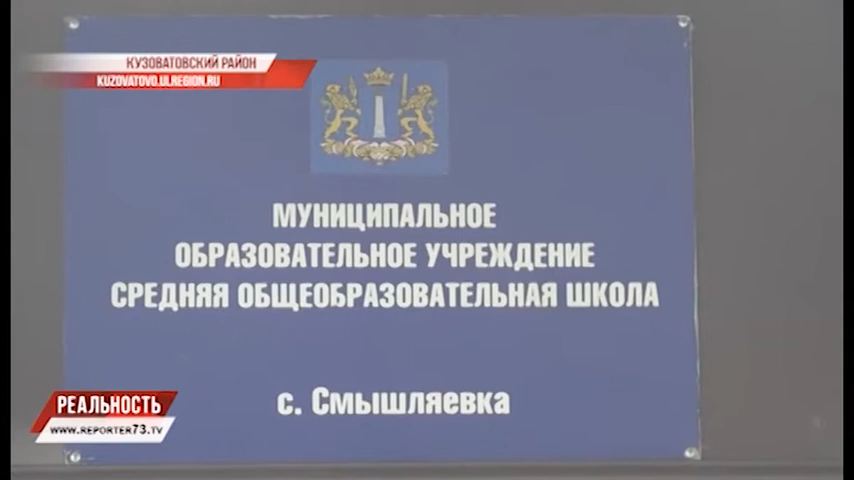 КУЗОВАТОВСКИЙ РАЙОН
KUZOVATOVO.ULREGION.RU
МУНИЦИПАЛЬНОЕ
ОБРАЗОВАТЕЛЬНОЕ УЧРЕЖДЕНИЕ
СРЕДНЯЯ ОБЩЕОБРАЗОВАТЕЛЬНАЯ ШКОЛА
с. Смышляевка
РЕАЛЬНОСТЬ
WWW.REPORTER73.TV